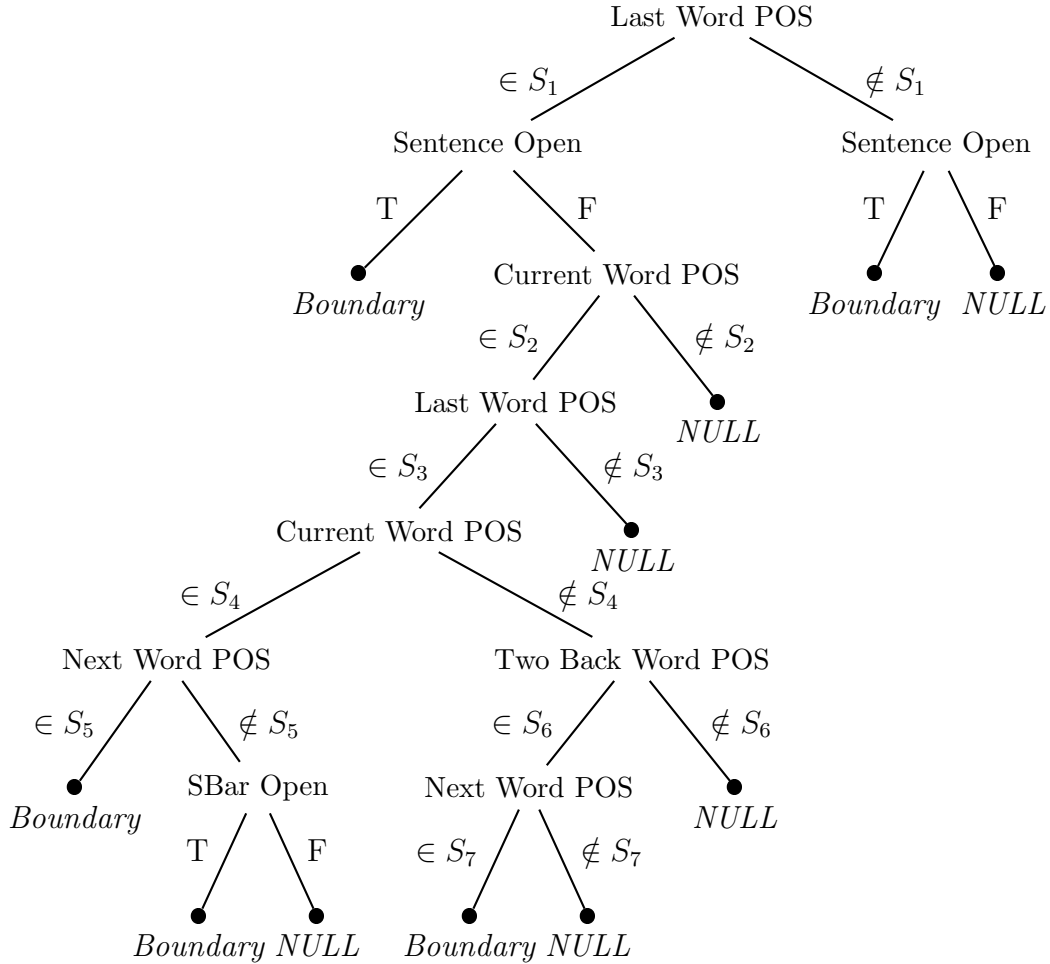 Last Word POS
∈ S₁ ∉ S₁
Sentence Open Sentence Open
T F T F
Boundary Current Word POS Boundary NULL
∈ S₂ ∉ S₂
Last Word POS NULL
∈ S₃ ∉ S₃
Current Word POS NULL
∈ S₄ ∉ S₄
Next Word POS Two Back Word POS
∈ S₅ ∉ S₅ ∈ S₆ ∉ S₆
Boundary SBar Open Next Word POS NULL
T F ∈ S₇ ∉ S₇
Boundary NULL Boundary NULL